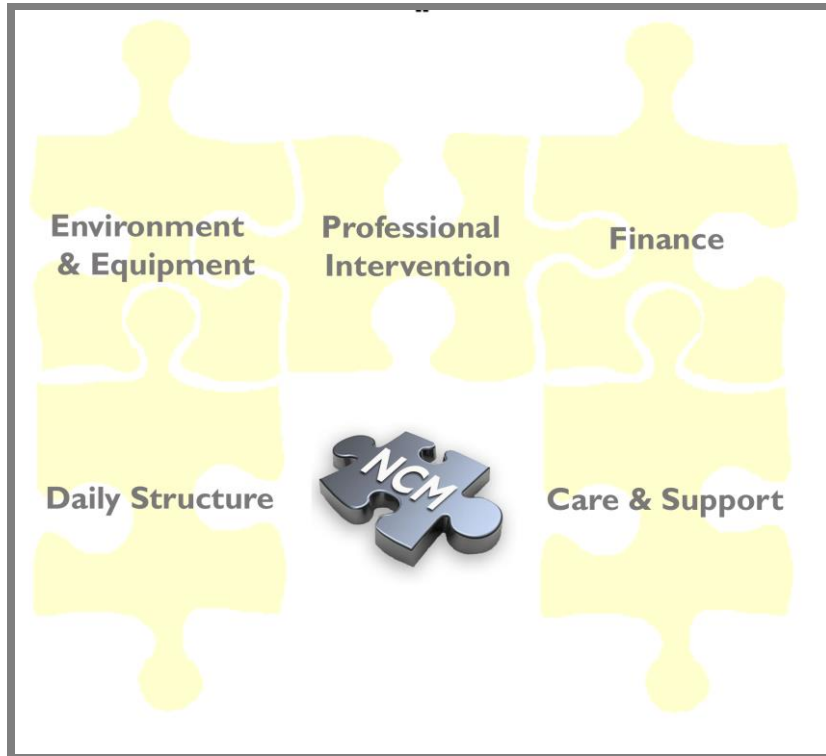 Environment
& Equipment
Professional
Intervention
Finance
Daily Structure
NCM
Care & Support